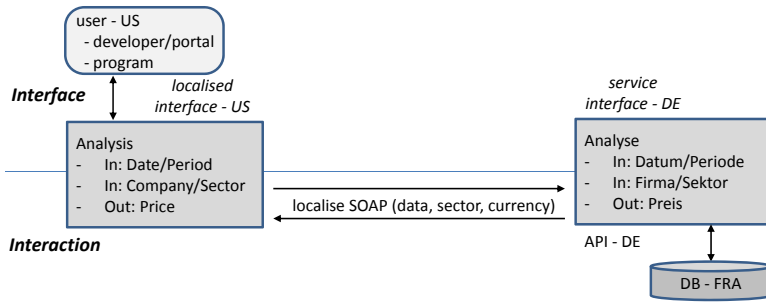 user - US
- developer/portal
- program
localised
interface - US
service
interface - DE
Interface
Analysis
- In: Date/Period
- In: Company/Sector
- Out: Price
Analyse
- In: Datum/Periode
- In: Firma/Sektor
- Out: Preis
localise SOAP (data, sector, currency)
Interaction
API - DE
DB - FRA